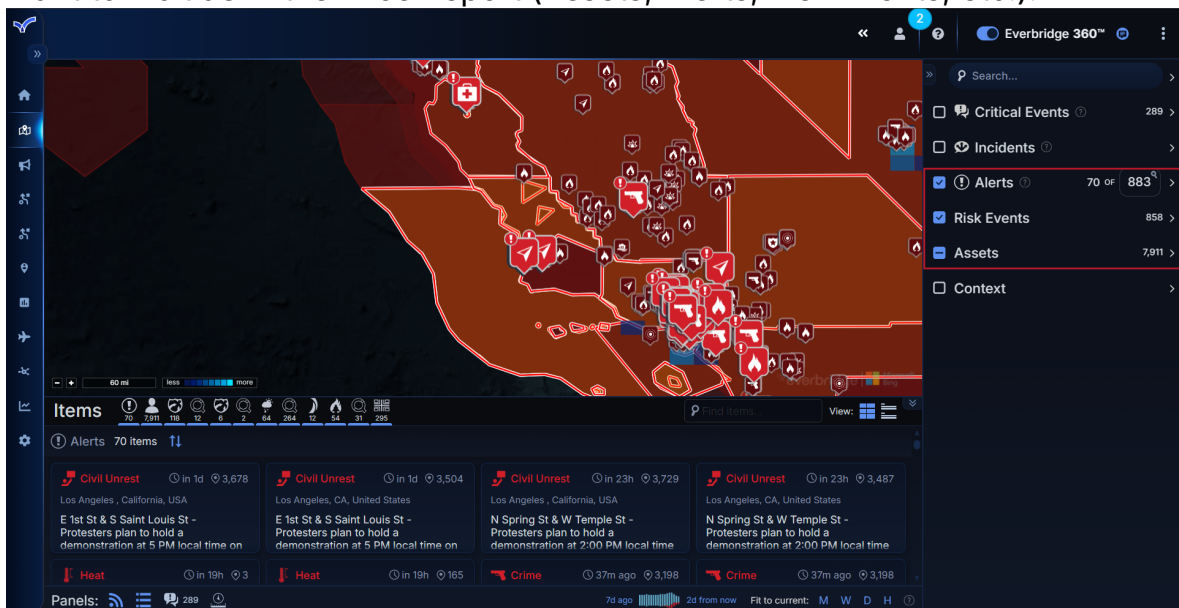 2
Everbridge 360™
Search...
Critical Events 289
Incidents
Alerts 70 OF 883
Risk Events 858
Assets 7,911
Context
60 mi
less more
Bing
Items 70 7,911 118 12 6 2 64 264 12 54 31 295
Find items...
View:
Alerts 70 items
Civil Unrest in 1d 3,678
Los Angeles , California, USA
E 1st St & S Saint Louis St -
Protesters plan to hold a
demonstration at 5 PM local time on
Civil Unrest in 1d 3,504
Los Angeles, CA, United States
E 1st St & S Saint Louis St -
Protesters plan to hold a
demonstration at 5 PM local time on
Civil Unrest in 23h 3,729
Los Angeles , California, USA
N Spring St & W Temple St -
Protesters plan to hold a
demonstration at 2:00 PM local time
Civil Unrest in 23h 3,487
Los Angeles, CA, United States
N Spring St & W Temple St -
Protesters plan to hold a
demonstration at 2:00 PM local time
Heat in 19h 3
Heat in 19h 165
Crime 37m ago 3,198
Crime 37m ago 3,198
Panels: 289
7d ago 2d from now Fit to current: M W D H